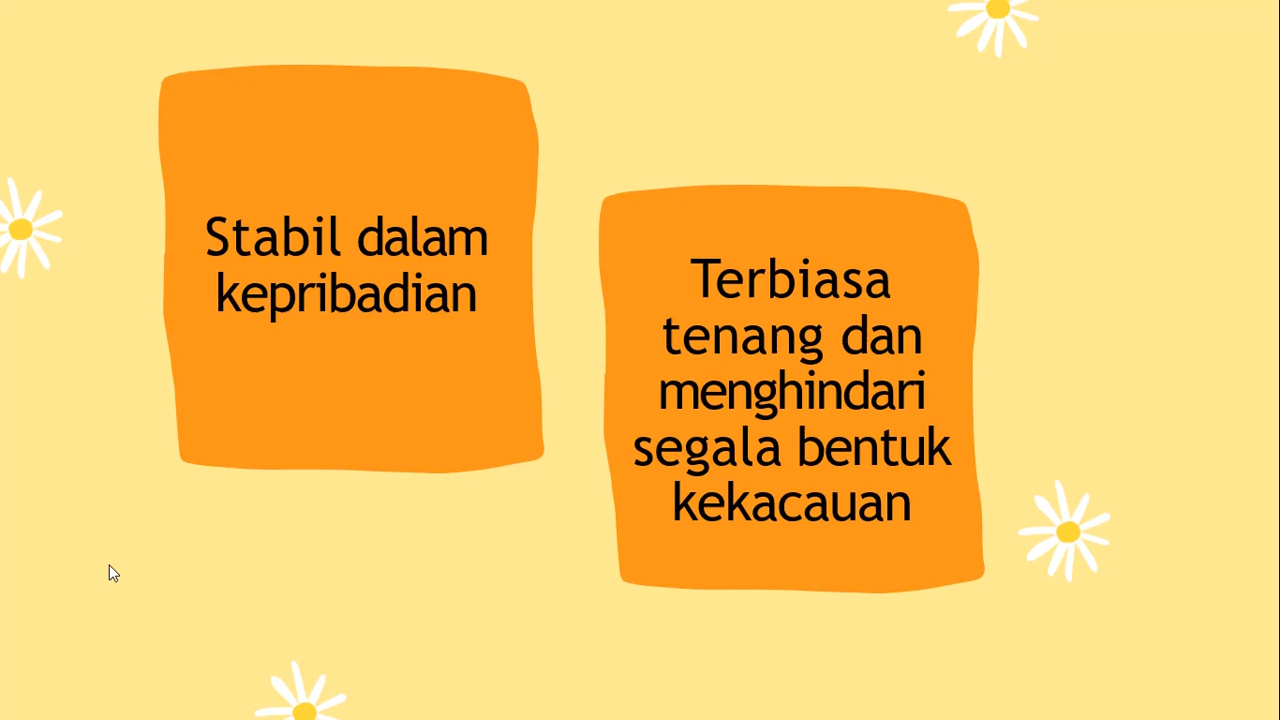 Stabil dalam
kepribadian
Terbiasa
tenang dan
menghindari
segala bentuk
kekacauan